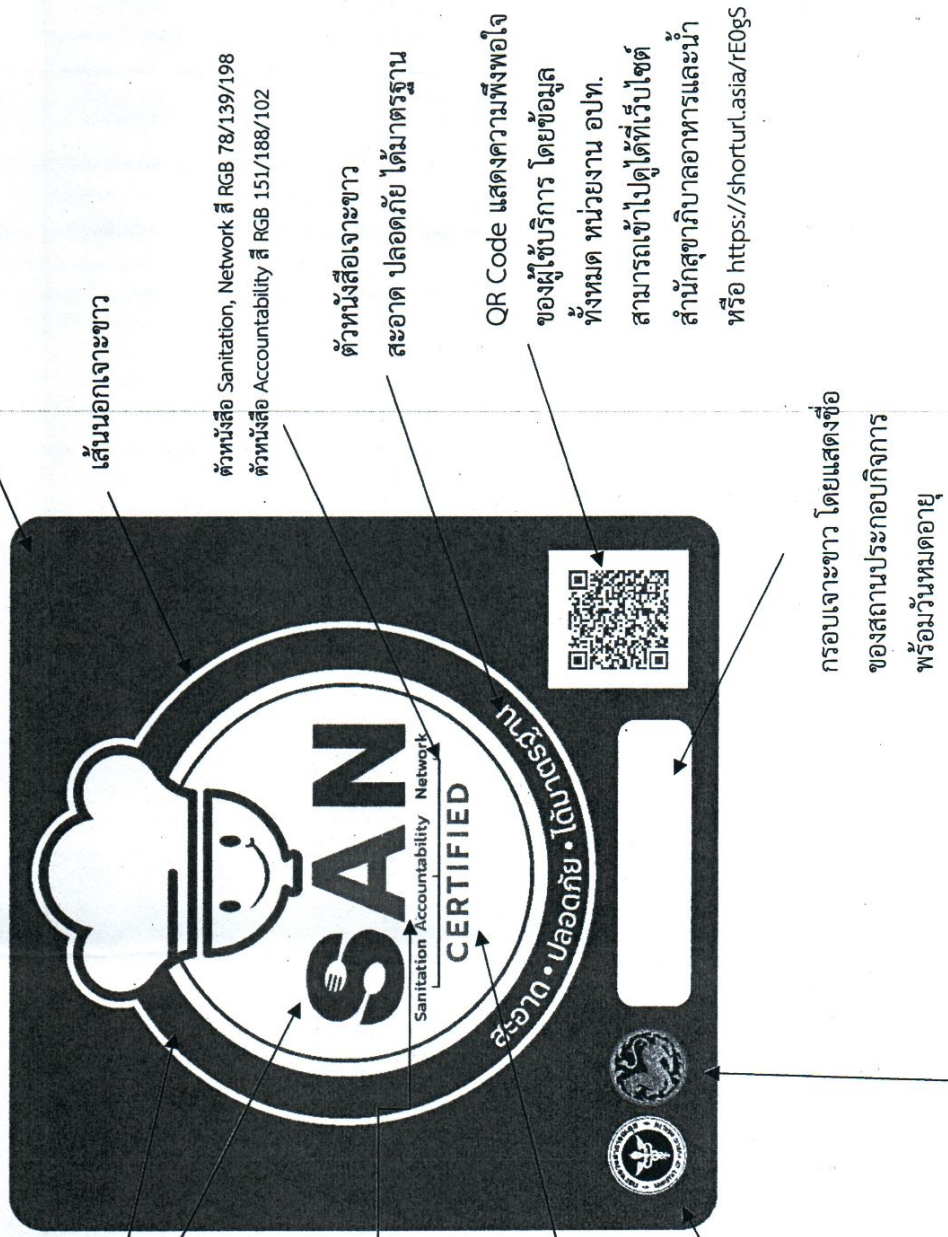 เส้นนอกเจาะขาว
ตัวหนังสือ Sanitation, Network สี RGB 78/139/198
ตัวหนังสือ Accountability สี RGB 151/188/102
ตัวหนังสือเจาะขาว
สะอาด ปลอดภัย ได้มาตรฐาน
QR Code แสดงความพึงพอใจ
ของผู้ใช้บริการ โดยข้อมูล
ทั้งหมด หน่วยงาน อปท.
สามารถเข้าไปดูได้ที่เว็บไซต์
สำนักสุขาภิบาลอาหารและน้ำ
หรือ https://shorturl.asia/rE0gS
SAN
Sanitation Accountability Network
CERTIFIED
สะอาด • ปลอดภัย • ได้มาตรฐาน
กรอบเจาะขาว โดยแสดงชื่อ
ของสถานประกอบกิจการ
พร้อมวันหมดอายุ